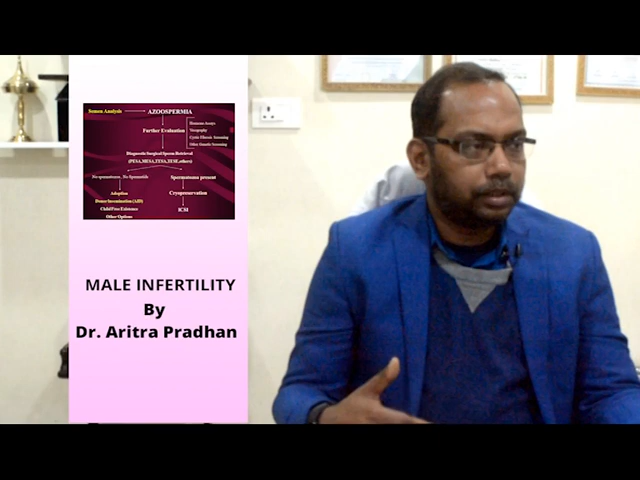 Semen Analysis AZOOSPERMIA
Further Evaluation
Hormone Assays
Vasography
Cystic Fibrosis Screening
Other Genetic Screening
Diagnostic Surgical Sperm Retrieval
(PESA,MESA,TESA,TESE,others)
No spermatozoa, No Spermatids
Spermatozoa present
Adoption
Donor Insemination (AID)
Child Free Existence
Other Options
Cryopreservation
ICSI
MALE INFERTILITY
By
Dr. Aritra Pradhan